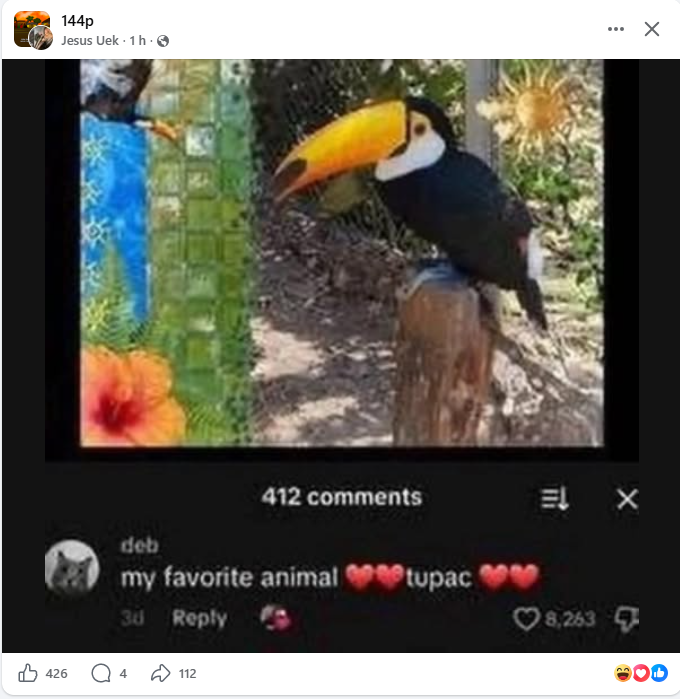 144p
Jesus Uek · 1 h ·
412 comments
deb
my favorite animal ❤️❤️tupac ❤️❤️
3d Reply 8,263
426 4 112